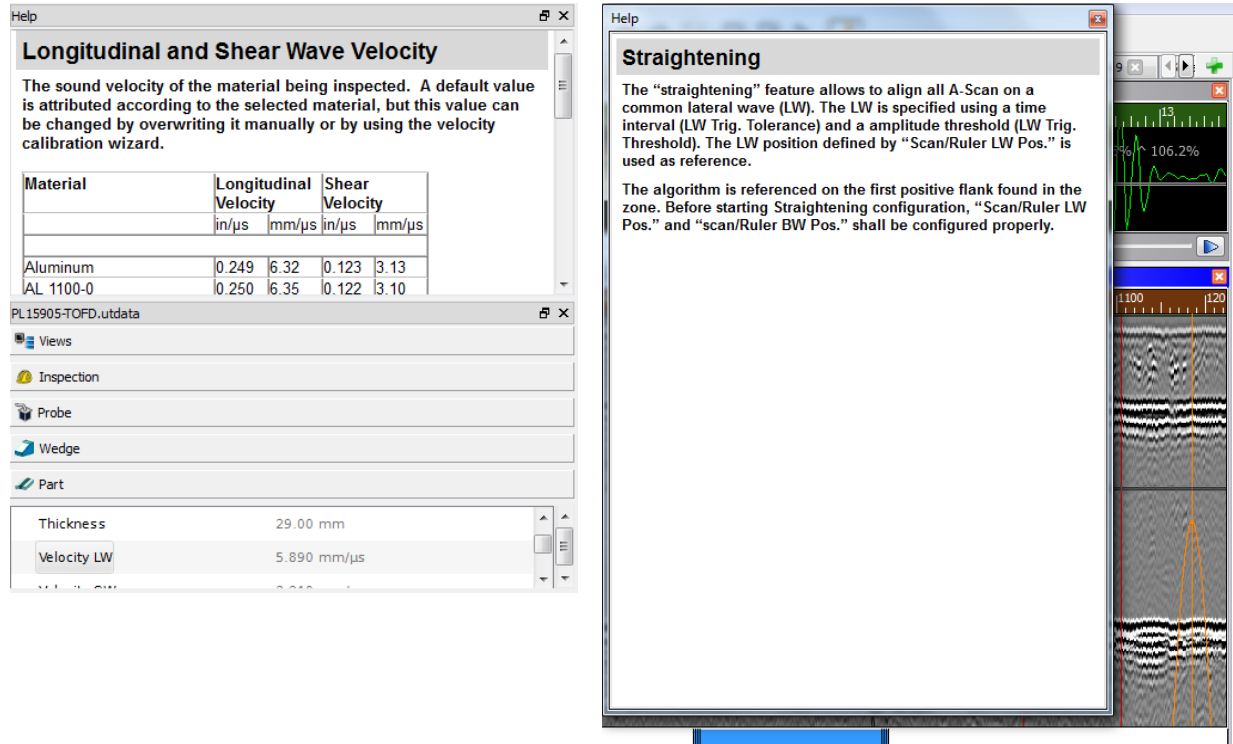 Help
Longitudinal and Shear Wave Velocity
The sound velocity of the material being inspected.  A default value
is attributed according to the selected material, but this value can
be changed by overwriting it manually or by using the velocity
calibration wizard.
Material Longitudinal Shear
Velocity Velocity
in/µs mm/µs in/µs mm/µs
Aluminum 0.249 6.32 0.123 3.13
AL 1100-0 0.250 6.35 0.122 3.10
PL15905-TOFD.utdata
Views
Inspection
Probe
Wedge
Part
Thickness 29.00 mm
Velocity LW 5.890 mm/µs
Help
Straightening
The “straightening” feature allows to align all A-Scan on a
common lateral wave (LW). The LW is specified using a time
interval (LW Trig. Tolerance) and a amplitude threshold (LW Trig.
Threshold). The LW position defined by “Scan/Ruler LW Pos.” is
used as reference.
The algorithm is referenced on the first positive flank found in the
zone. Before starting Straightening configuration, “Scan/Ruler LW
Pos.” and “scan/Ruler BW Pos.” shall be configured properly.
9
13
106.2%
1100 120